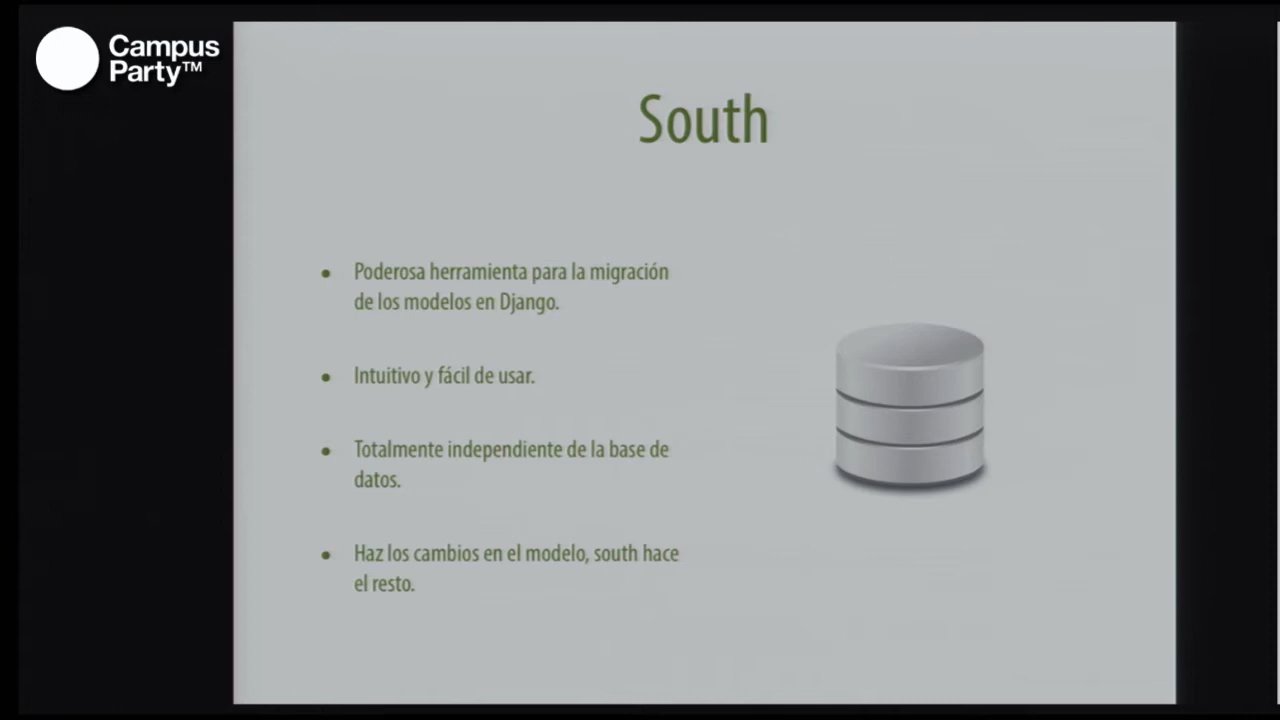 Campus
Party™
South
• Poderosa herramienta para la migración
de los modelos en Django.
• Intuitivo y fácil de usar.
• Totalmente independiente de la base de
datos.
• Haz los cambios en el modelo, south hace
el resto.